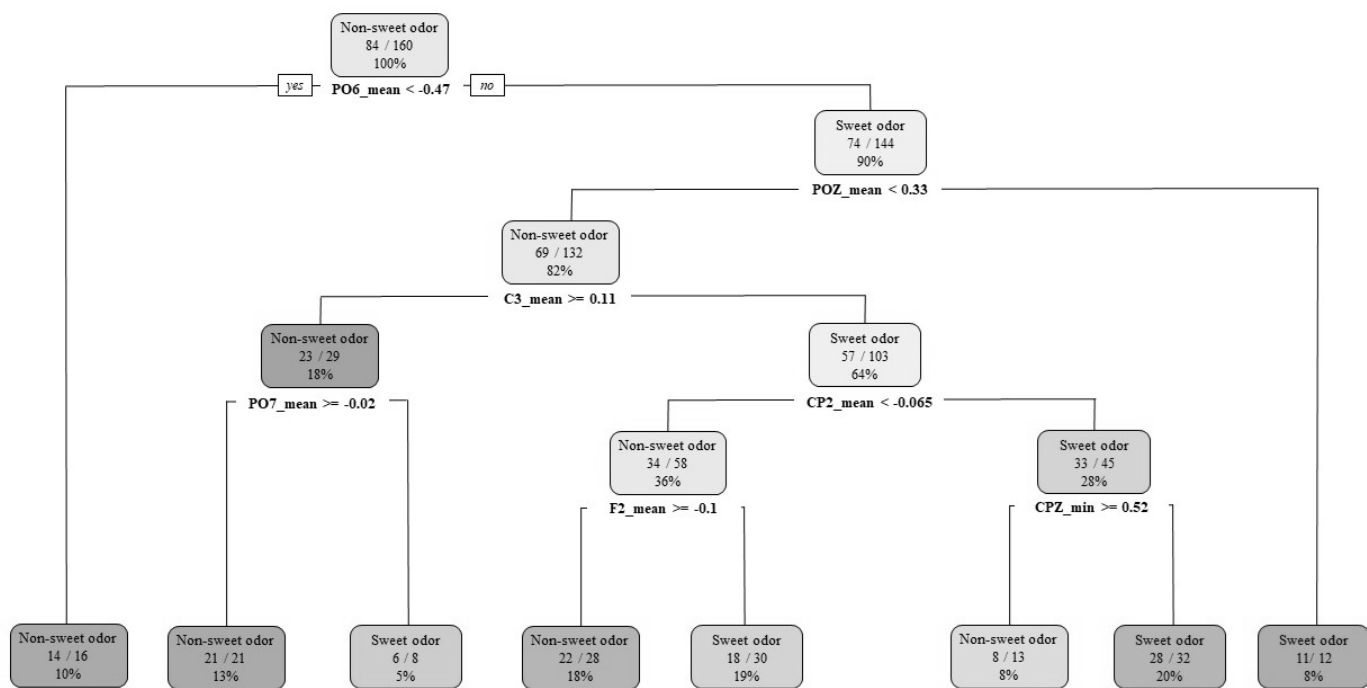 Non-sweet odor
84 / 160
100%
yes PO6_mean < -0.47 no
Sweet odor
74 / 144
90%
POZ_mean < 0.33
Non-sweet odor
69 / 132
82%
C3_mean >= 0.11
Non-sweet odor
23 / 29
18%
PO7_mean >= -0.02
Sweet odor
57 / 103
64%
CP2_mean < -0.065
Non-sweet odor
34 / 58
36%
F2_mean >= -0.1
Sweet odor
33 / 45
28%
CPZ_min >= 0.52
Non-sweet odor
14 / 16
10%
Non-sweet odor
21 / 21
13%
Sweet odor
6 / 8
5%
Non-sweet odor
22 / 28
18%
Sweet odor
18 / 30
19%
Non-sweet odor
8 / 13
8%
Sweet odor
28 / 32
20%
Sweet odor
11/ 12
8%